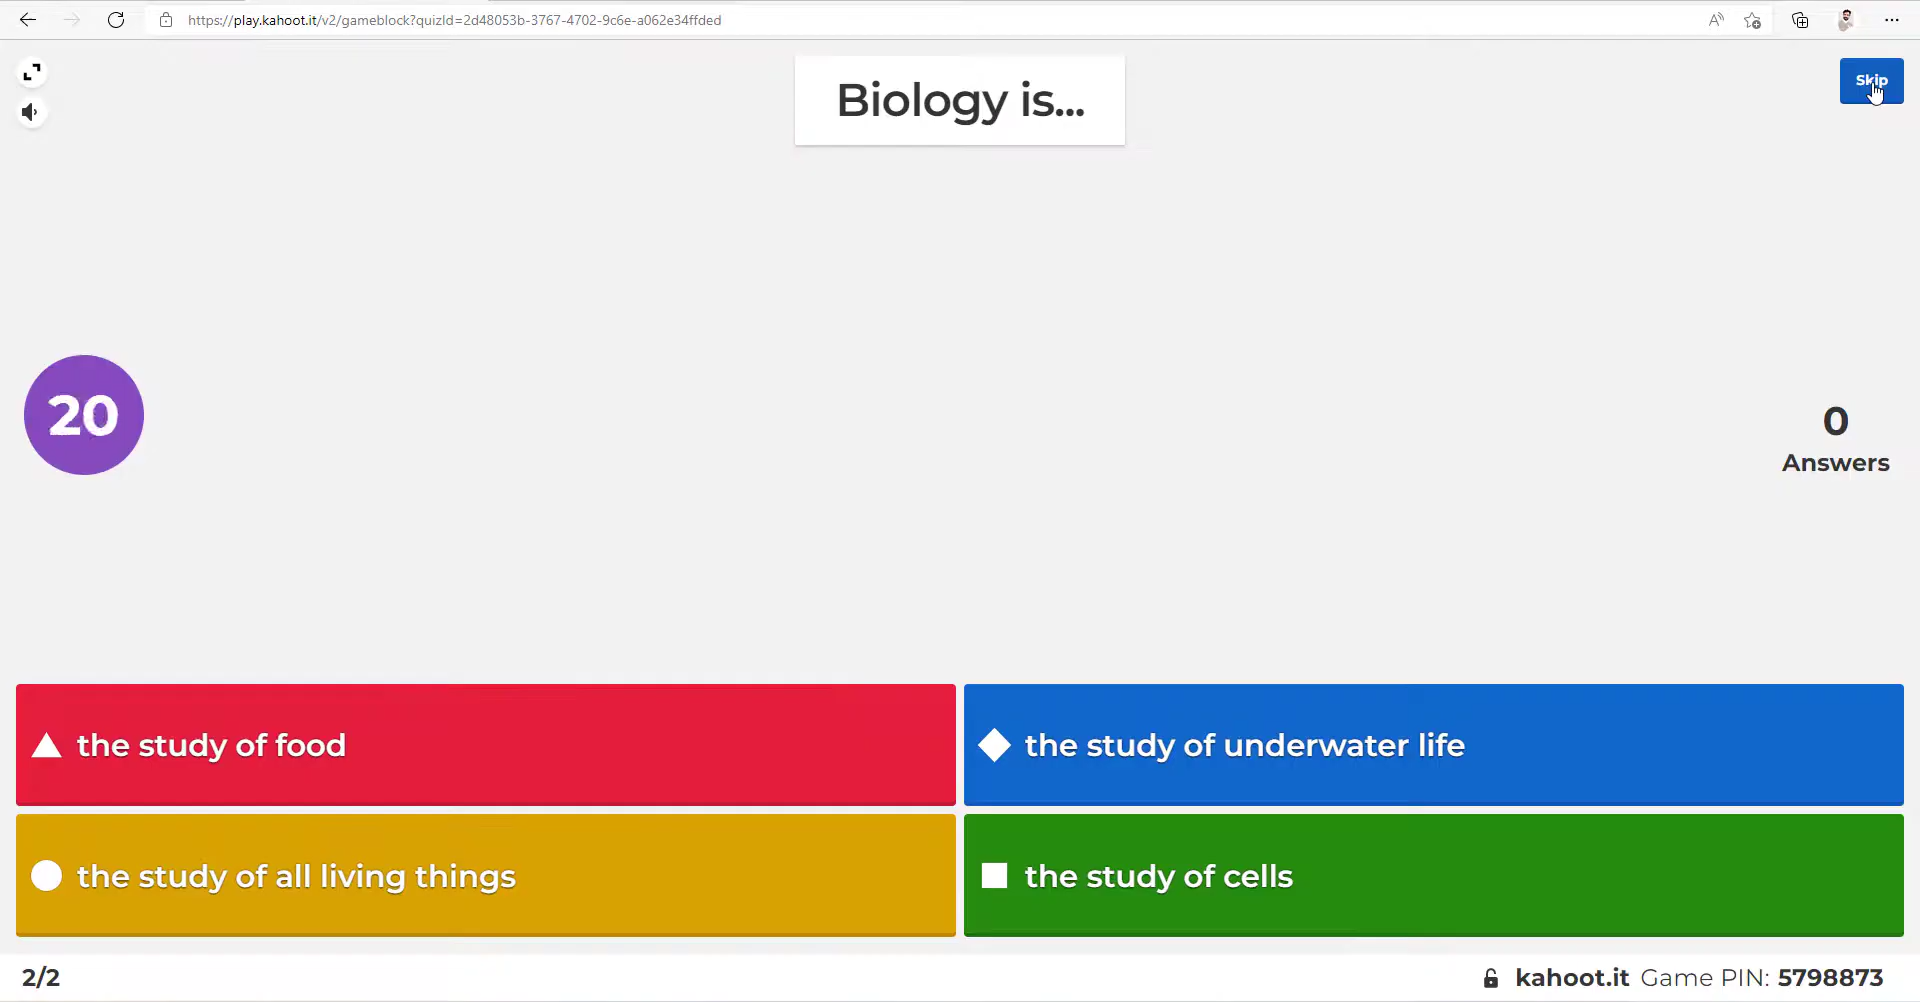 https://play.kahoot.it/v2/gameblock?quizId=2d48053b-3767-4702-9c6e-a062e34ffded
Biology is...
Skip
20
0
Answers
the study of food
the study of underwater life
the study of all living things
the study of cells
2/2
kahoot.it Game PIN: 5798873